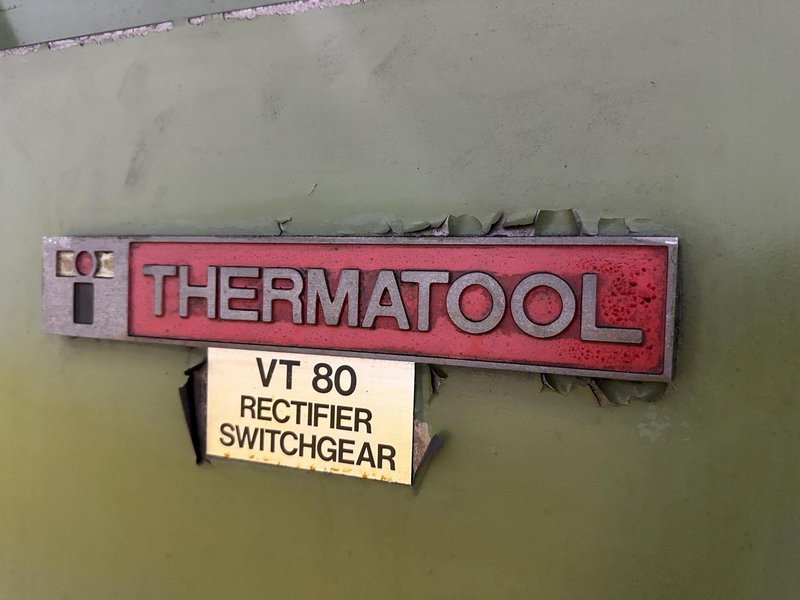 THERMATOOL
VT 80
RECTIFIER
SWITCHGEAR